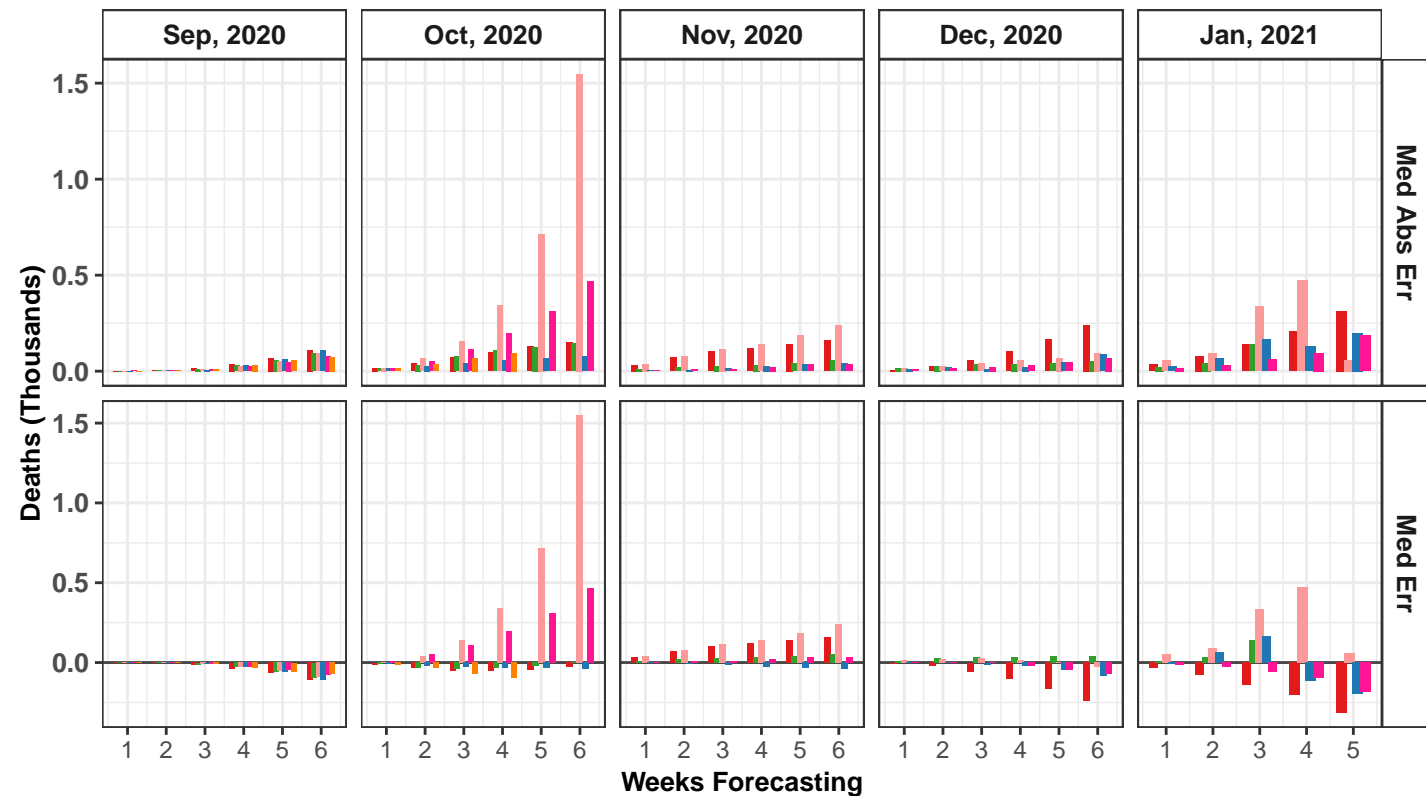 Sep, 2020 Oct, 2020 Nov, 2020 Dec, 2020 Jan, 2021
Deaths (Thousands)
1.5
1.0
0.5
0.0
Med Abs Err
1.5
1.0
0.5
0.0
Med Err
1 2 3 4 5 6 1 2 3 4 5 6 1 2 3 4 5 6 1 2 3 4 5 6 1 2 3 4 5
Weeks Forecasting